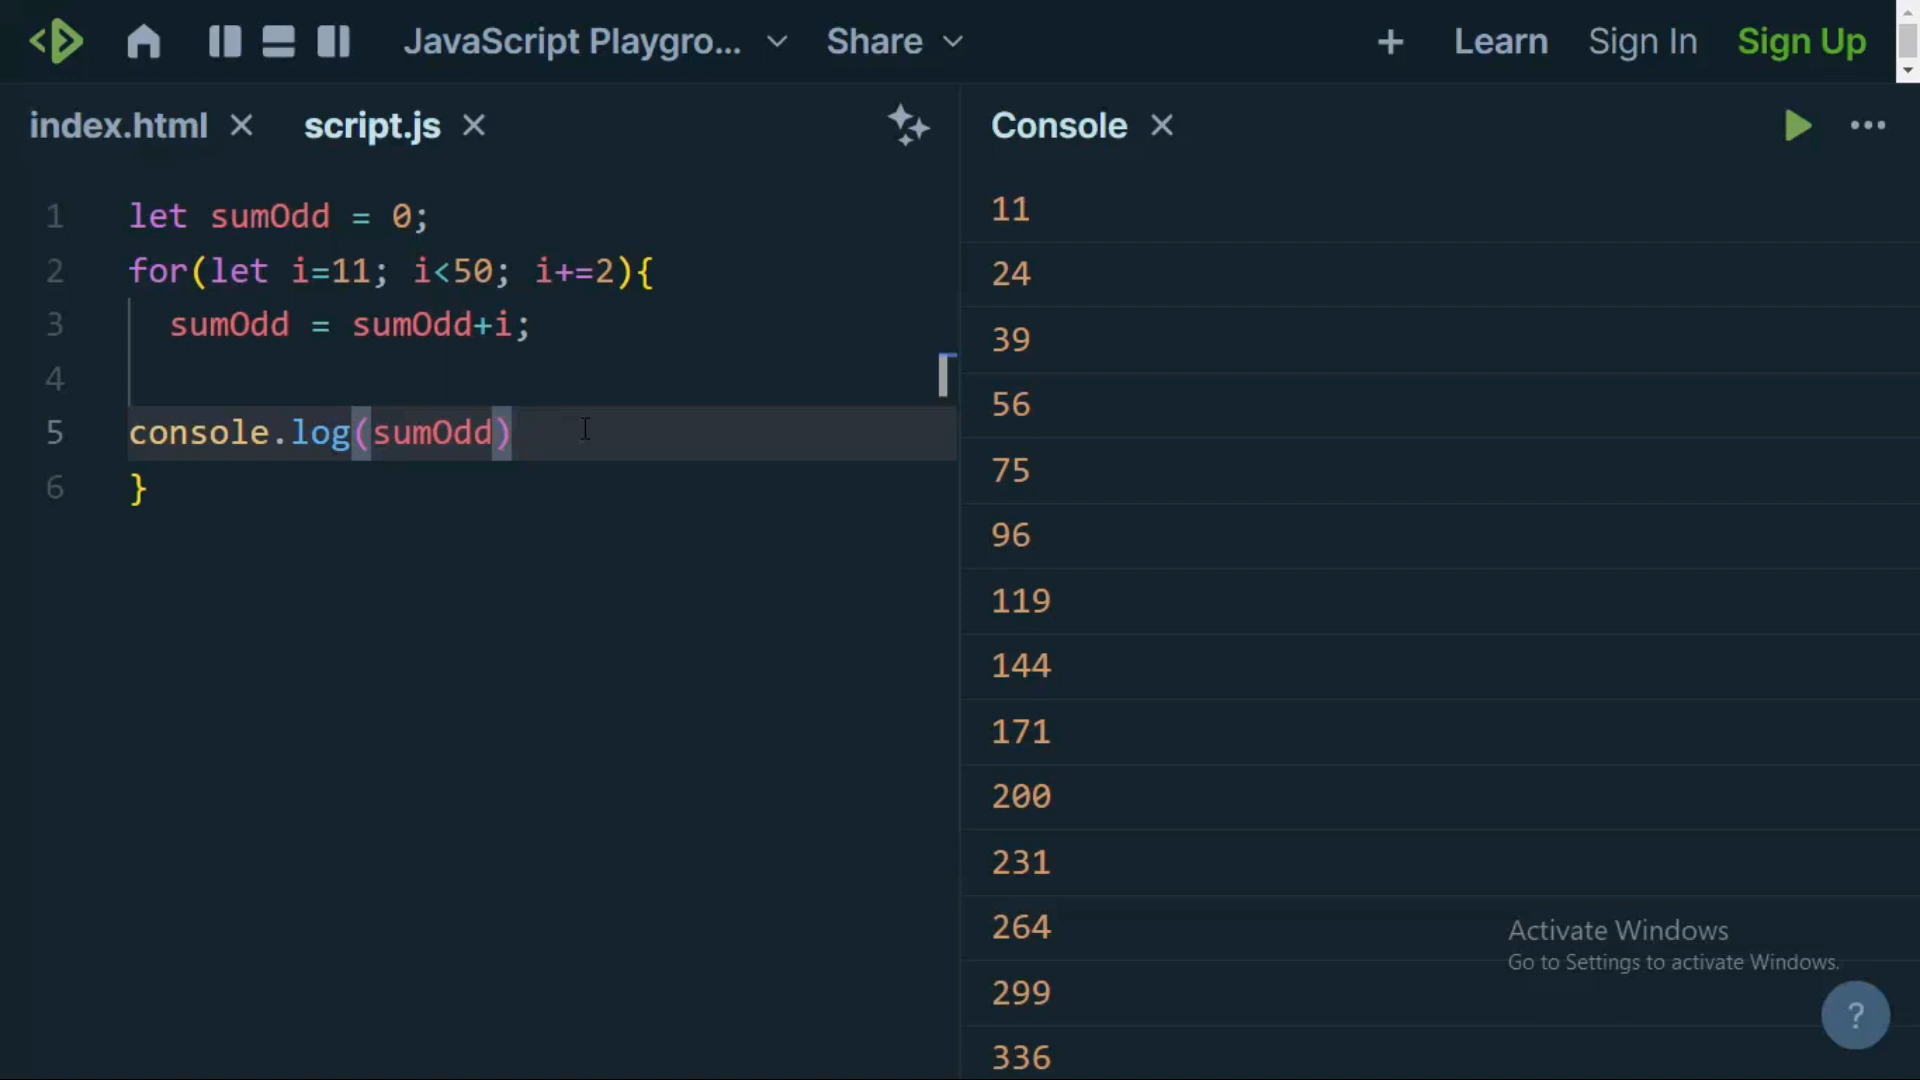 JavaScript Playgro... Share + Learn Sign In Sign Up
index.html × script.js ×
1 let sumOdd = 0;
2 for(let i=11; i<50; i+=2){
3 sumOdd = sumOdd+i;
4
5 console.log(sumOdd)
6 }
Console ×
11
24
39
56
75
96
119
144
171
200
231
264
299
336
Activate Windows
Go to Settings to activate Windows.
?